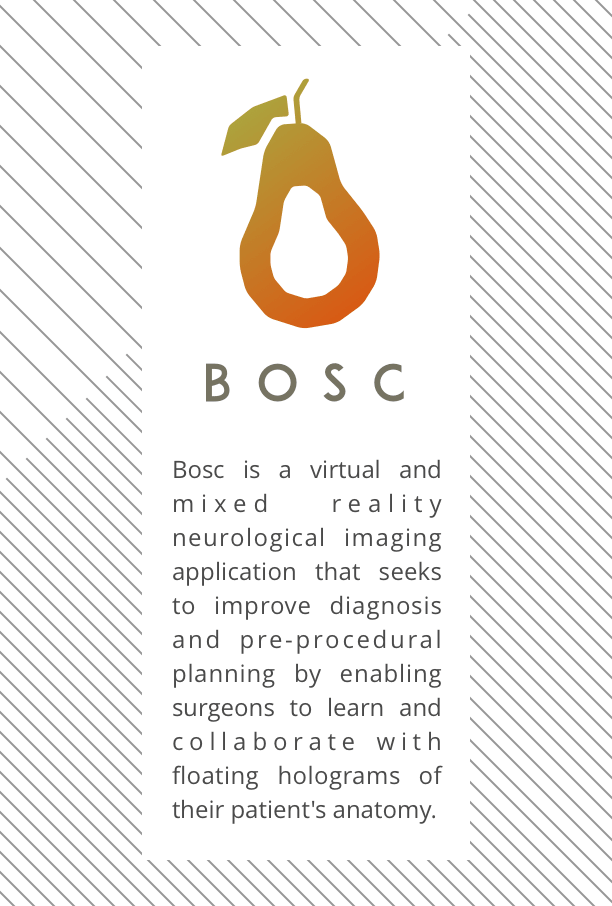 BOSC
Bosc is a virtual and
mixed reality
neurological imaging
application that seeks
to improve diagnosis
and pre-procedural
planning by enabling
surgeons to learn and
collaborate with
floating holograms of
their patient's anatomy.